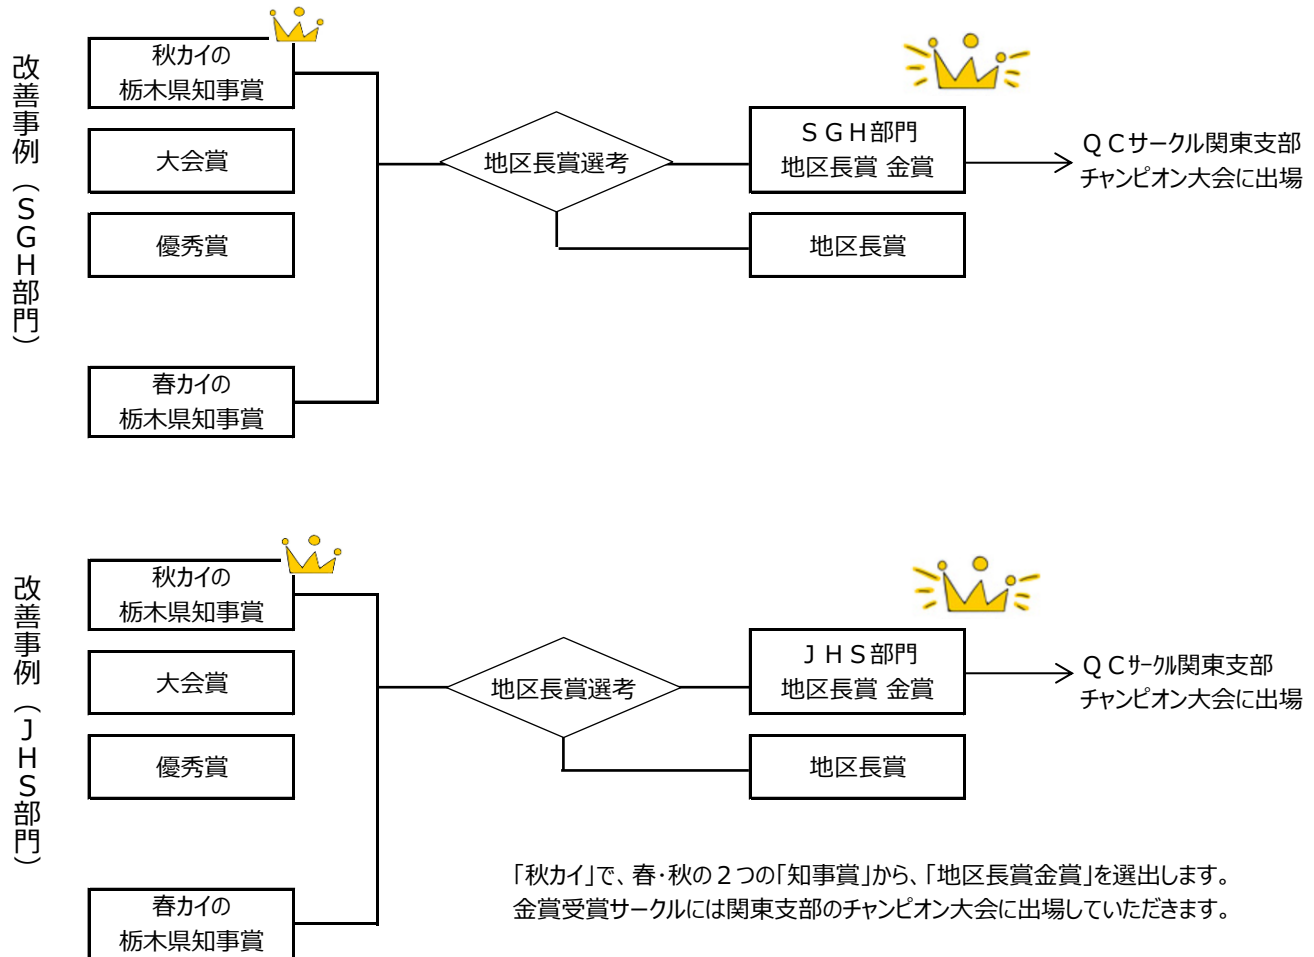 改善事例（ＳＧＨ部門）
秋カイの
栃木県知事賞
大会賞
優秀賞
春カイの
栃木県知事賞
地区長賞選考
ＳＧＨ部門
地区長賞 金賞
地区長賞
ＱＣサークル関東支部
チャンピオン大会に出場
改善事例（ＪＨＳ部門）
秋カイの
栃木県知事賞
大会賞
優秀賞
春カイの
栃木県知事賞
地区長賞選考
ＪＨＳ部門
地区長賞 金賞
地区長賞
ＱＣサークル関東支部
チャンピオン大会に出場
「秋カイ」で、春・秋の２つの「知事賞」から、「地区長賞金賞」を選出します。
金賞受賞サークルには関東支部のチャンピオン大会に出場していただきます。